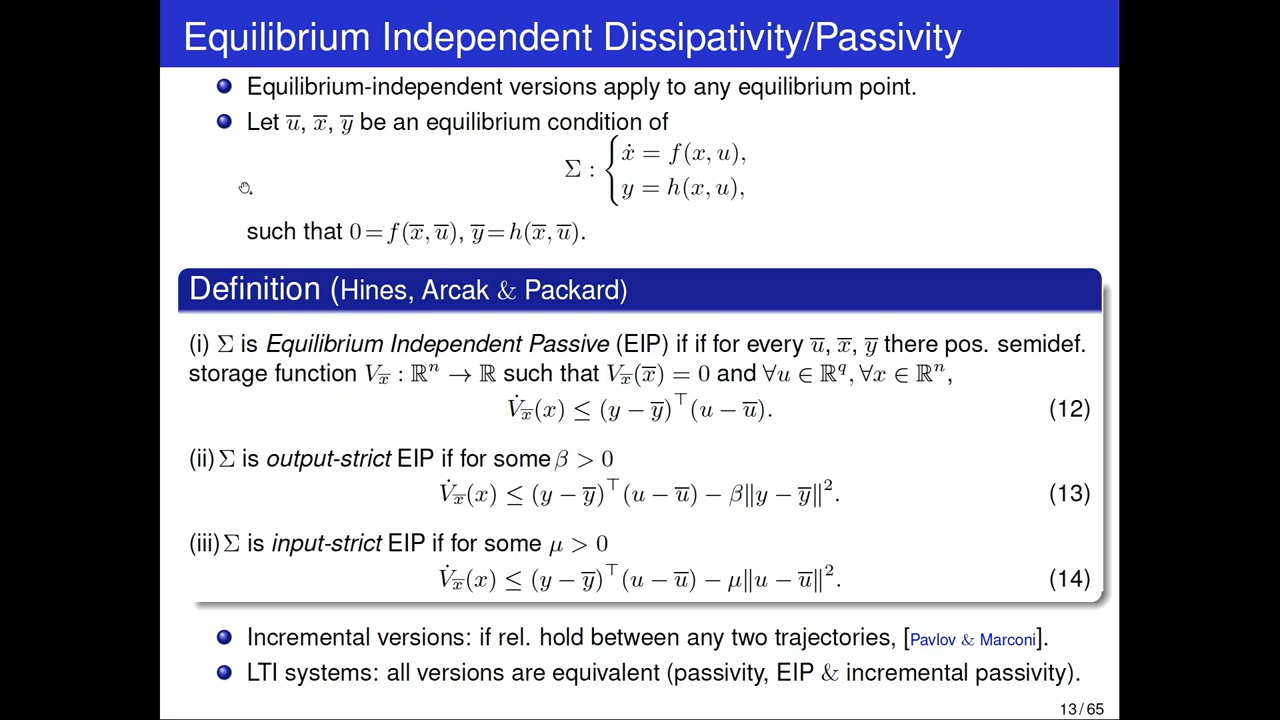 Equilibrium Independent Dissipativity/Passivity
Equilibrium-independent versions apply to any equilibrium point.
Let u̅, x̅, y̅ be an equilibrium condition of
Σ : { ẋ = f(x, u),
y = h(x, u),
such that 0 = f(x̅, u̅), y̅ = h(x̅, u̅).
Definition (Hines, Arcak & Packard)
(i) Σ is Equilibrium Independent Passive (EIP) if if for every u̅, x̅, y̅ there pos. semidef.
storage function V_x̅ : ℝⁿ → ℝ such that V_x̅(x̅) = 0 and ∀u ∈ ℝ^q, ∀x ∈ ℝⁿ,
V̇_x̅(x) ≤ (y − y̅)^⊤(u − u̅). (12)
(ii) Σ is output-strict EIP if for some β > 0
V̇_x̅(x) ≤ (y − y̅)^⊤(u − u̅) − β‖y − y̅‖². (13)
(iii) Σ is input-strict EIP if for some μ > 0
V̇_x̅(x) ≤ (y − y̅)^⊤(u − u̅) − μ‖u − u̅‖². (14)
Incremental versions: if rel. hold between any two trajectories, [Pavlov & Marconi].
LTI systems: all versions are equivalent (passivity, EIP & incremental passivity).
13 / 65